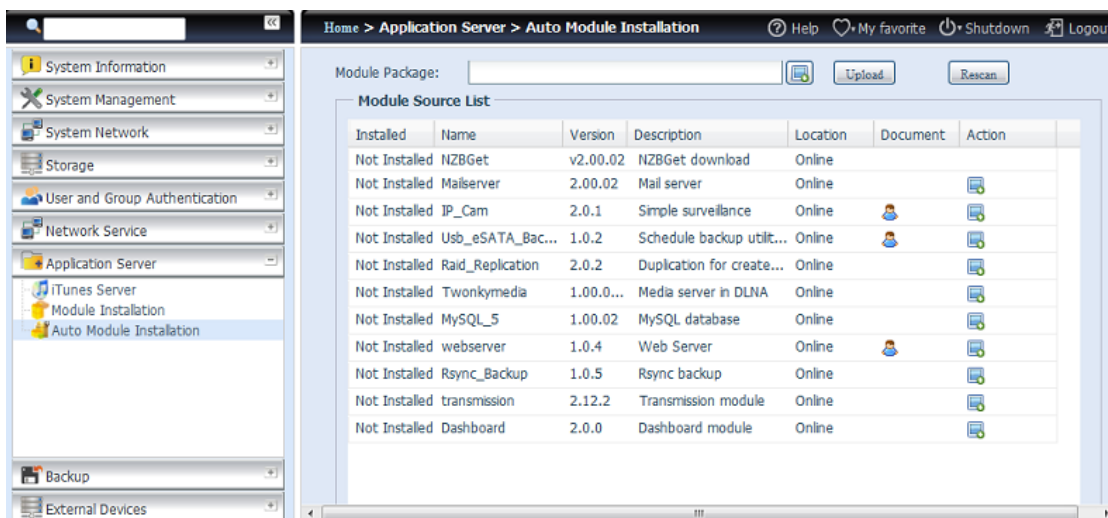 Home > Application Server > Auto Module Installation
Help
My favorite
Shutdown
Logou
System Information
System Management
System Network
Storage
User and Group Authentication
Network Service
Application Server
iTunes Server
Module Installation
Auto Module Installation
Backup
External Devices
Module Package:
Upload
Rescan
Module Source List
Installed Name Version Description Location Document Action
Not Installed NZBGet v2.00.02 NZBGet download Online
Not Installed Mailserver 2.00.02 Mail server Online
Not Installed IP_Cam 2.0.1 Simple surveillance Online
Not Installed Usb_eSATA_Bac... 1.0.2 Schedule backup utilit... Online
Not Installed Raid_Replication 2.0.2 Duplication for create... Online
Not Installed Twonkymedia 1.00.0... Media server in DLNA Online
Not Installed MySQL_5 1.00.02 MySQL database Online
Not Installed webserver 1.0.4 Web Server Online
Not Installed Rsync_Backup 1.0.5 Rsync backup Online
Not Installed transmission 2.12.2 Transmission module Online
Not Installed Dashboard 2.0.0 Dashboard module Online